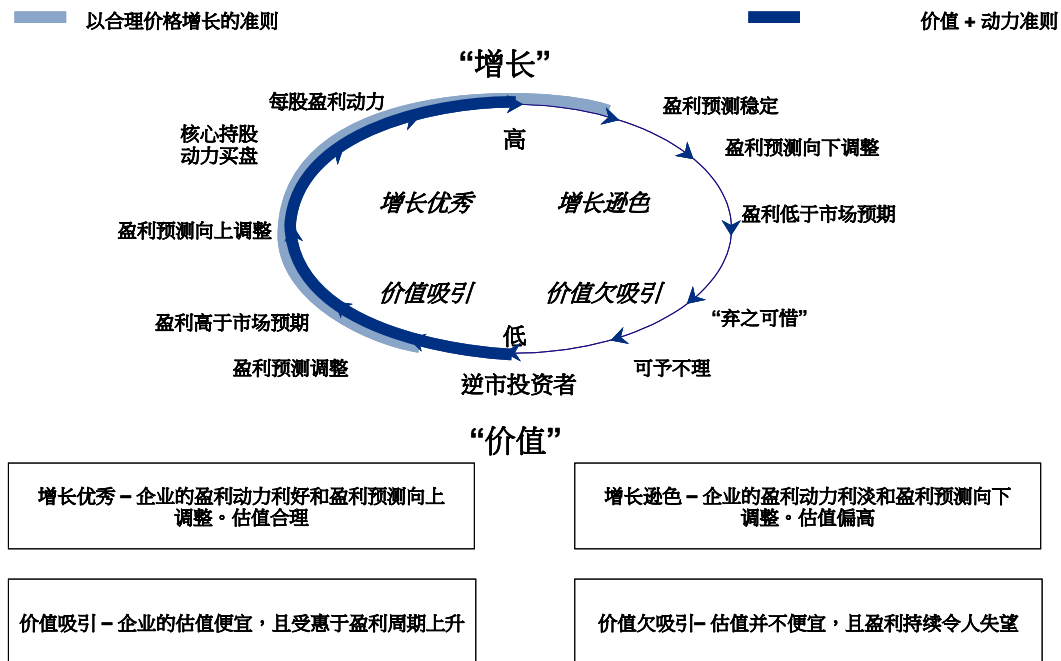 以合理价格增长的准则
价值 + 动力准则
“增长”
每股盈利动力
盈利预测稳定
核心持股
动力买盘
高
盈利预测向下调整
增长优秀
增长逊色
盈利低于市场预期
盈利预测向上调整
价值吸引
价值欠吸引
盈利高于市场预期
“弃之可惜”
低
盈利预测调整
可予不理
逆市投资者
“价值”
增长优秀 – 企业的盈利动力利好和盈利预测向上
调整。估值合理
增长逊色 – 企业的盈利动力利淡和盈利预测向下
调整。估值偏高
价值吸引 – 企业的估值便宜，且受惠于盈利周期上升
价值欠吸引– 估值并不便宜，且盈利持续令人失望